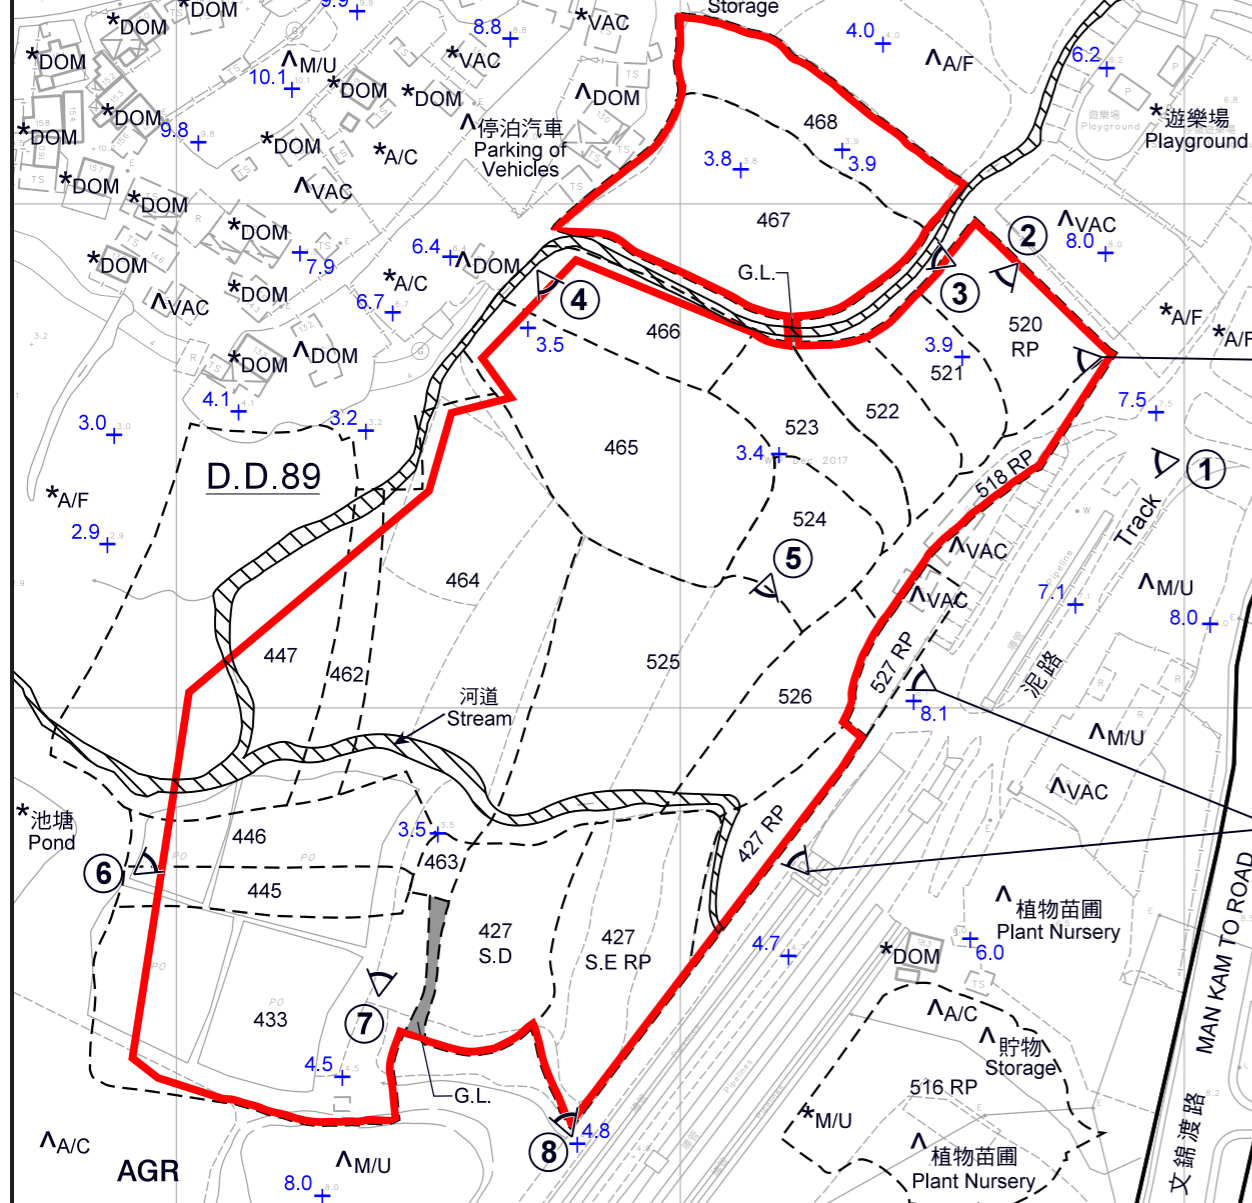 Storage
*DOM
*DOM
9.9
8.8
*VAC
4.0
^A/F
6.2
*DOM
^M/U
10.1
*DOM
*VAC
*DOM
^DOM
*DOM
*DOM
9.8
*DOM
*A/C
^停泊汽車
Parking of
Vehicles
468
3.8
3.9
*遊樂場
Playground
*DOM
*DOM
^VAC
467
*DOM
7.9
6.4
^DOM
G.L.
②
^VAC
8.0
*DOM
^VAC
*DOM
*A/C
6.7
④
③
*A/F
*A/F
*DOM
^DOM
3.5
466
3.9
521
520
RP
4.1
3.2
3.0
7.5
465
523
522
3.4
D.D.89
518 RP
①
*A/F
2.9
524
Track
464
⑤
^VAC
^VAC
7.1
^M/U
8.0
447
462
525
526
527 RP
泥路
8.1
河道
Stream
^M/U
^VAC
*池塘
Pond
446
3.5
463
427 RP
⑥
445
427
S.D
427
S.E RP
4.7
*DOM
6.0
^植物苗圃
Plant Nursery
MAN KAM TO ROAD
文錦渡路
433
⑦
^A/C
^貯物
Storage
4.5
G.L.
516 RP
*M/U
⑧
4.8
^A/C
AGR
^M/U
8.0
^植物苗圃
Plant Nursery